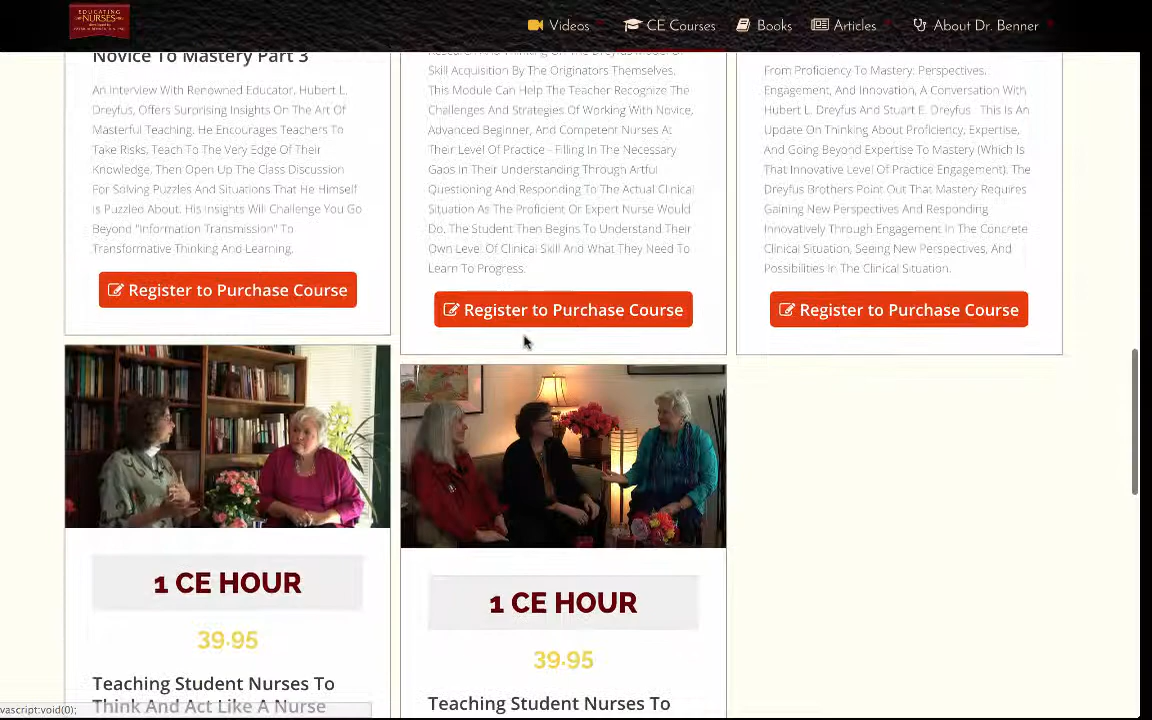 EDUCATING
NURSES
Videos
CE Courses
Books
Articles
About Dr. Benner
Novice To Mastery Part 3
An Interview With Renowned Educator, Hubert L.
Dreyfus, Offers Surprising Insights On The Art Of
Masterful Teaching. He Encourages Teachers To
Take Risks, Teach To The Very Edge Of Their
Knowledge, Then Open Up The Class Discussion
For Solving Puzzles And Situations That He Himself
Is Puzzled About. His Insights Will Challenge You Go
Beyond "Information Transmission" To
Transformative Thinking And Learning.
Register to Purchase Course
Research And Thinking On The Dreyfus Model Of
Skill Acquisition By The Originators Themselves.
This Module Can Help The Teacher Recognize The
Challenges And Strategies Of Working With Novice,
Advanced Beginner, And Competent Nurses At
Their Level Of Practice - Filling In The Necessary
Gaps In Their Understanding Through Artful
Questioning And Responding To The Actual Clinical
Situation As The Proficient Or Expert Nurse Would
Do. The Student Then Begins To Understand Their
Own Level Of Clinical Skill And What They Need To
Learn To Progress.
Register to Purchase Course
From Proficiency To Mastery: Perspectives,
Engagement, And Innovation, A Conversation With
Hubert L. Dreyfus And Stuart E. Dreyfus   This Is An
Update On Thinking About Proficiency, Expertise,
And Going Beyond Expertise To Mastery (Which Is
That Innovative Level Of Practice Engagement). The
Dreyfus Brothers Point Out That Mastery Requires
Gaining New Perspectives And Responding
Innovatively Through Engagement In The Concrete
Clinical Situation, Seeing New Perspectives, And
Possibilities In The Clinical Situation.
Register to Purchase Course
1 CE HOUR
39.95
Teaching Student Nurses To
Think And Act Like A Nurse
1 CE HOUR
39.95
Teaching Student Nurses To
vascript:void(0);